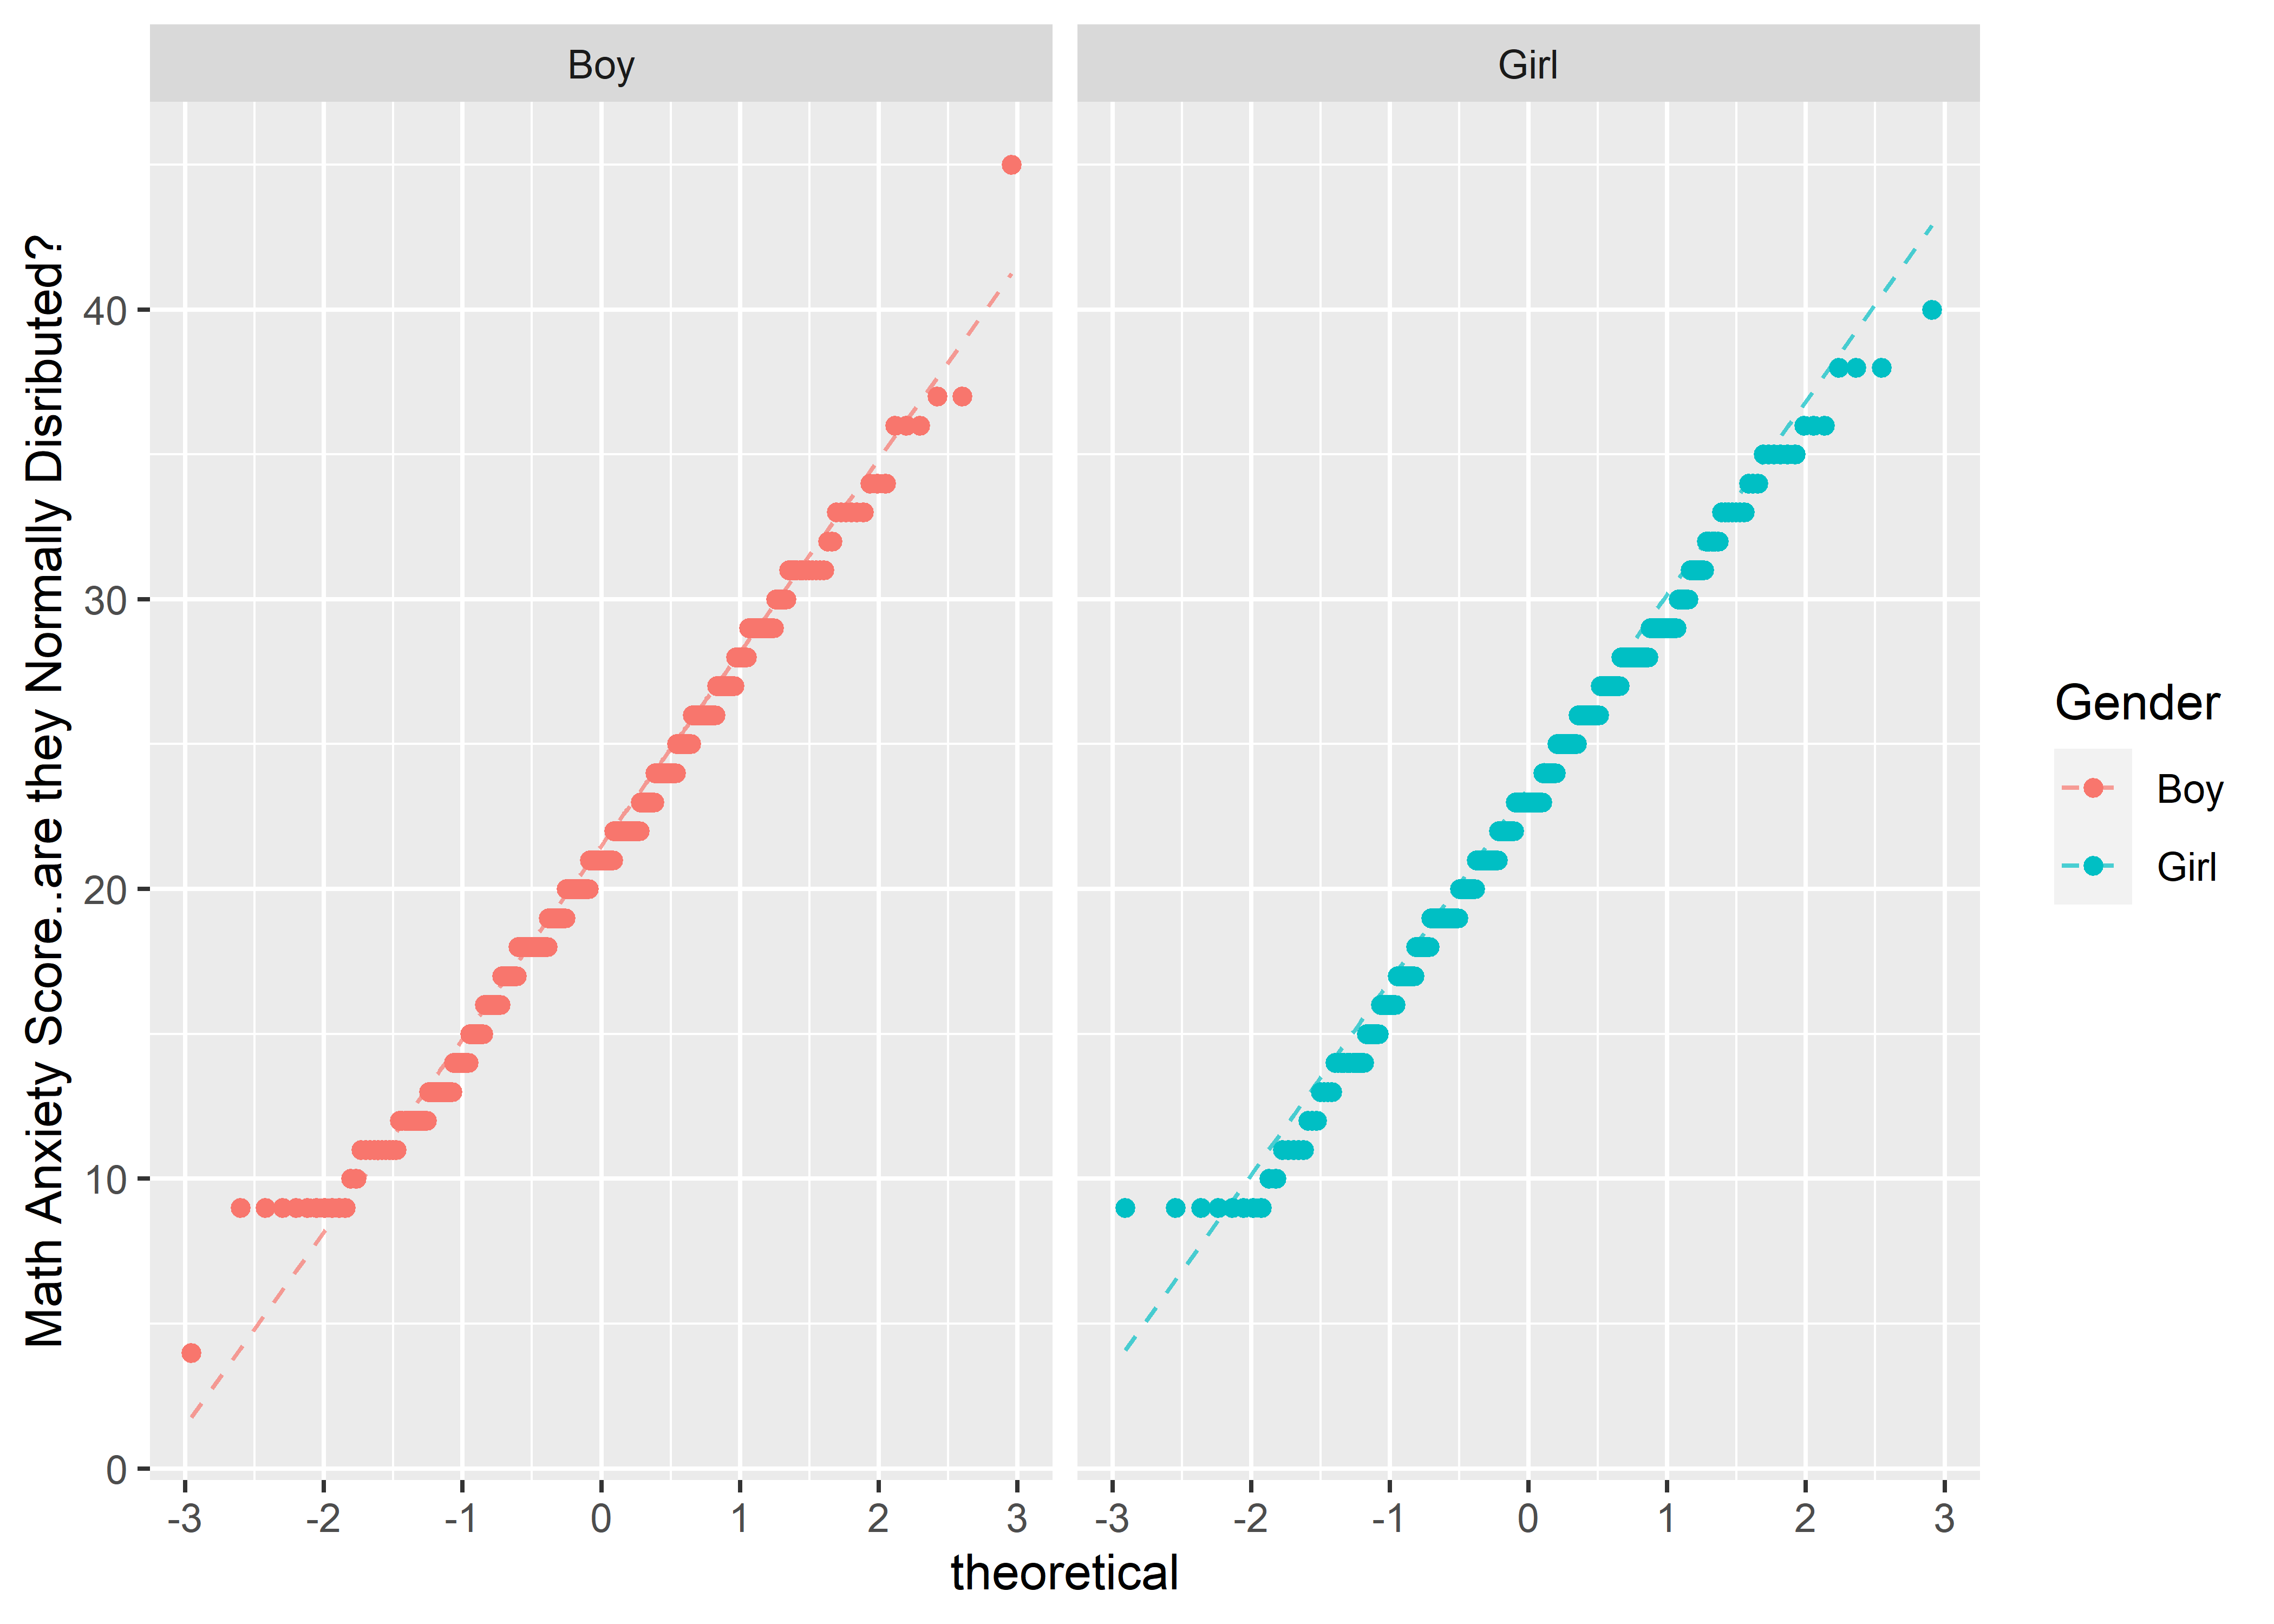 Boy
Girl
Math Anxiety Score..are they Normally Disributed?
40
30
20
10
0
-3 -2 -1 0 1 2 3
-3 -2 -1 0 1 2 3
theoretical
Gender
Boy
Girl